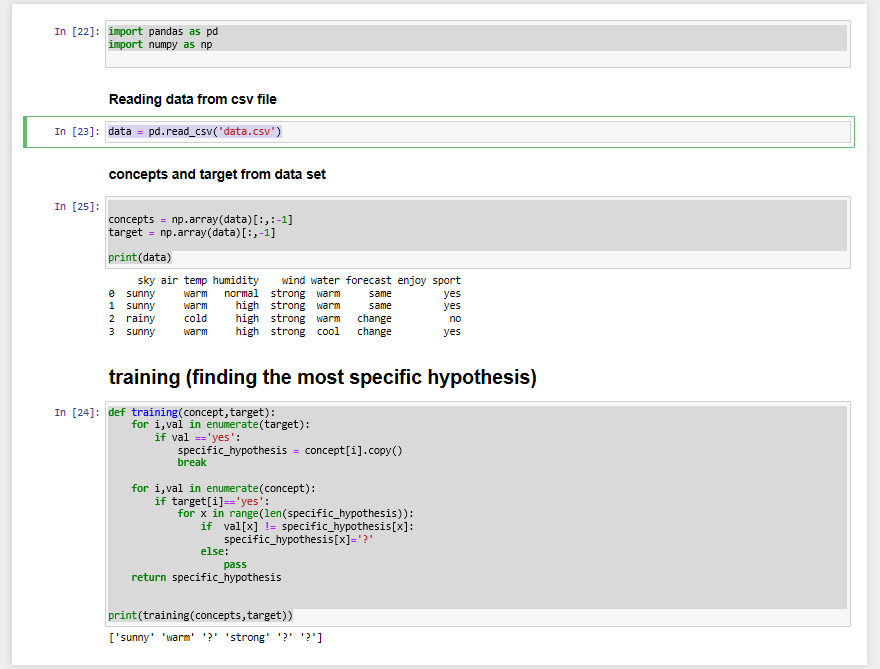 In [22]: import pandas as pd
import numpy as np
Reading data from csv file
In [23]: data = pd.read_csv('data.csv')
concepts and target from data set
In [25]:
concepts = np.array(data)[:,:-1]
target = np.array(data)[:,-1]
print(data)
sky air temp humidity wind water forecast enjoy sport
0 sunny warm normal strong warm same yes
1 sunny warm high strong warm same yes
2 rainy cold high strong warm change no
3 sunny warm high strong cool change yes
training (finding the most specific hypothesis)
In [24]: def training(concept,target):
for i,val in enumerate(target):
if val =='yes':
specific_hypothesis = concept[i].copy()
break
for i,val in enumerate(concept):
if target[i]=='yes':
for x in range(len(specific_hypothesis)):
if val[x] != specific_hypothesis[x]:
specific_hypothesis[x]='?'
else:
pass
return specific_hypothesis
print(training(concepts,target))
['sunny' 'warm' '?' 'strong' '?' '?']